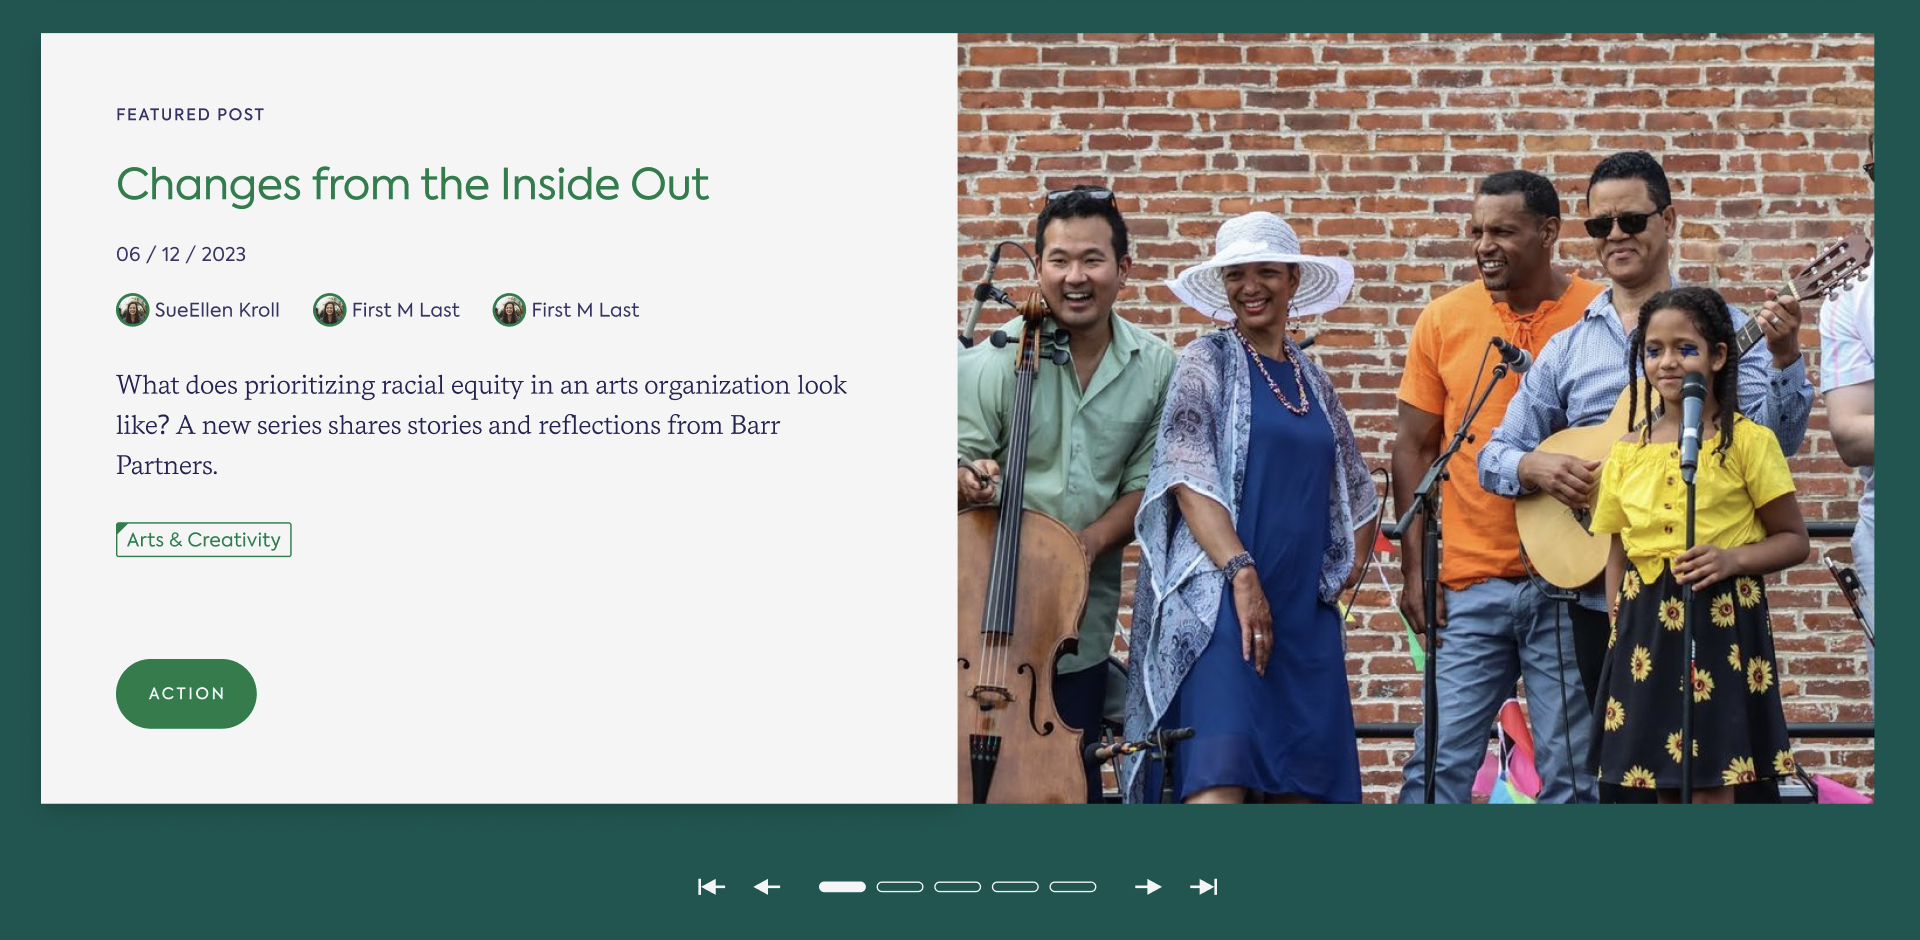 FEATURED POST
Changes from the Inside Out
06 / 12 / 2023
SueEllen Kroll First M Last First M Last
What does prioritizing racial equity in an arts organization look
like? A new series shares stories and reflections from Barr
Partners.
Arts & Creativity
ACTION